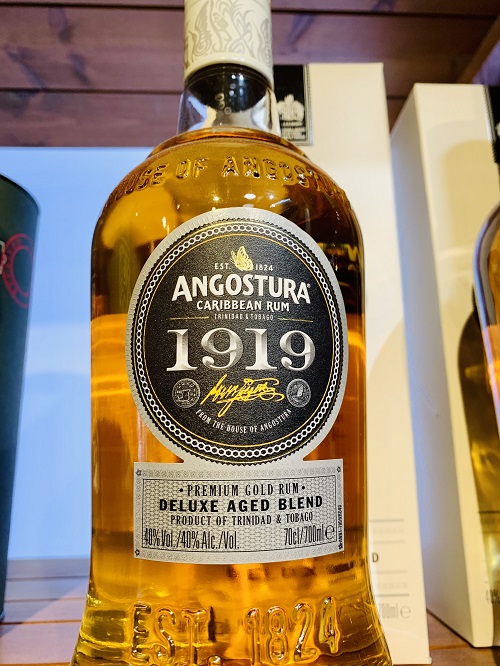 HOUSE OF ANGOSTURA
EST. 1824
ANGOSTURA®
CARIBBEAN RUM
TRINIDAD & TOBAGO
1919
FROM THE HOUSE OF ANGOSTURA
• PREMIUM GOLD RUM •
DELUXE AGED BLEND
PRODUCT OF TRINIDAD & TOBAGO
40% Vol./40% Alc./Vol. 70cl/700ml℮
EST. 1824